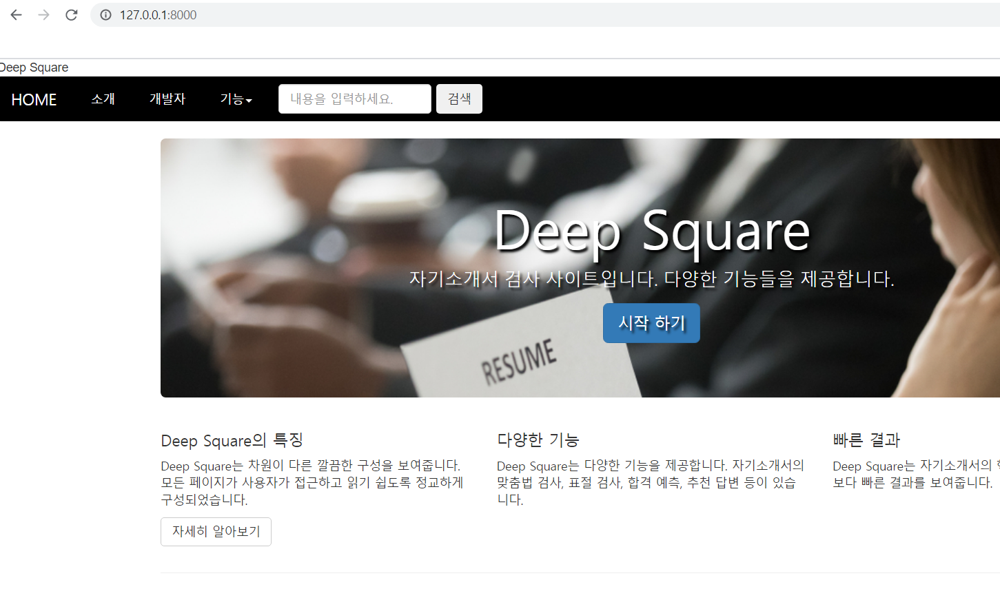 127.0.0.1:8000
Deep Square
HOME 소개 개발자 기능 내용을 입력하세요. 검색
Deep Square
자기소개서 검사 사이트입니다. 다양한 기능들을 제공합니다.
시작 하기
RESUME
Deep Square의 특징
Deep Square는 차원이 다른 깔끔한 구성을 보여줍니다.
모든 페이지가 사용자가 접근하고 읽기 쉽도록 정교하게
구성되었습니다.
자세히 알아보기
다양한 기능
Deep Square는 다양한 기능을 제공합니다. 자기소개서의
맞춤법 검사, 표절 검사, 합격 예측, 추천 답변 등이 있습
니다.
빠른 결과
Deep Square는 자기소개서의
보다 빠른 결과를 보여줍니다.